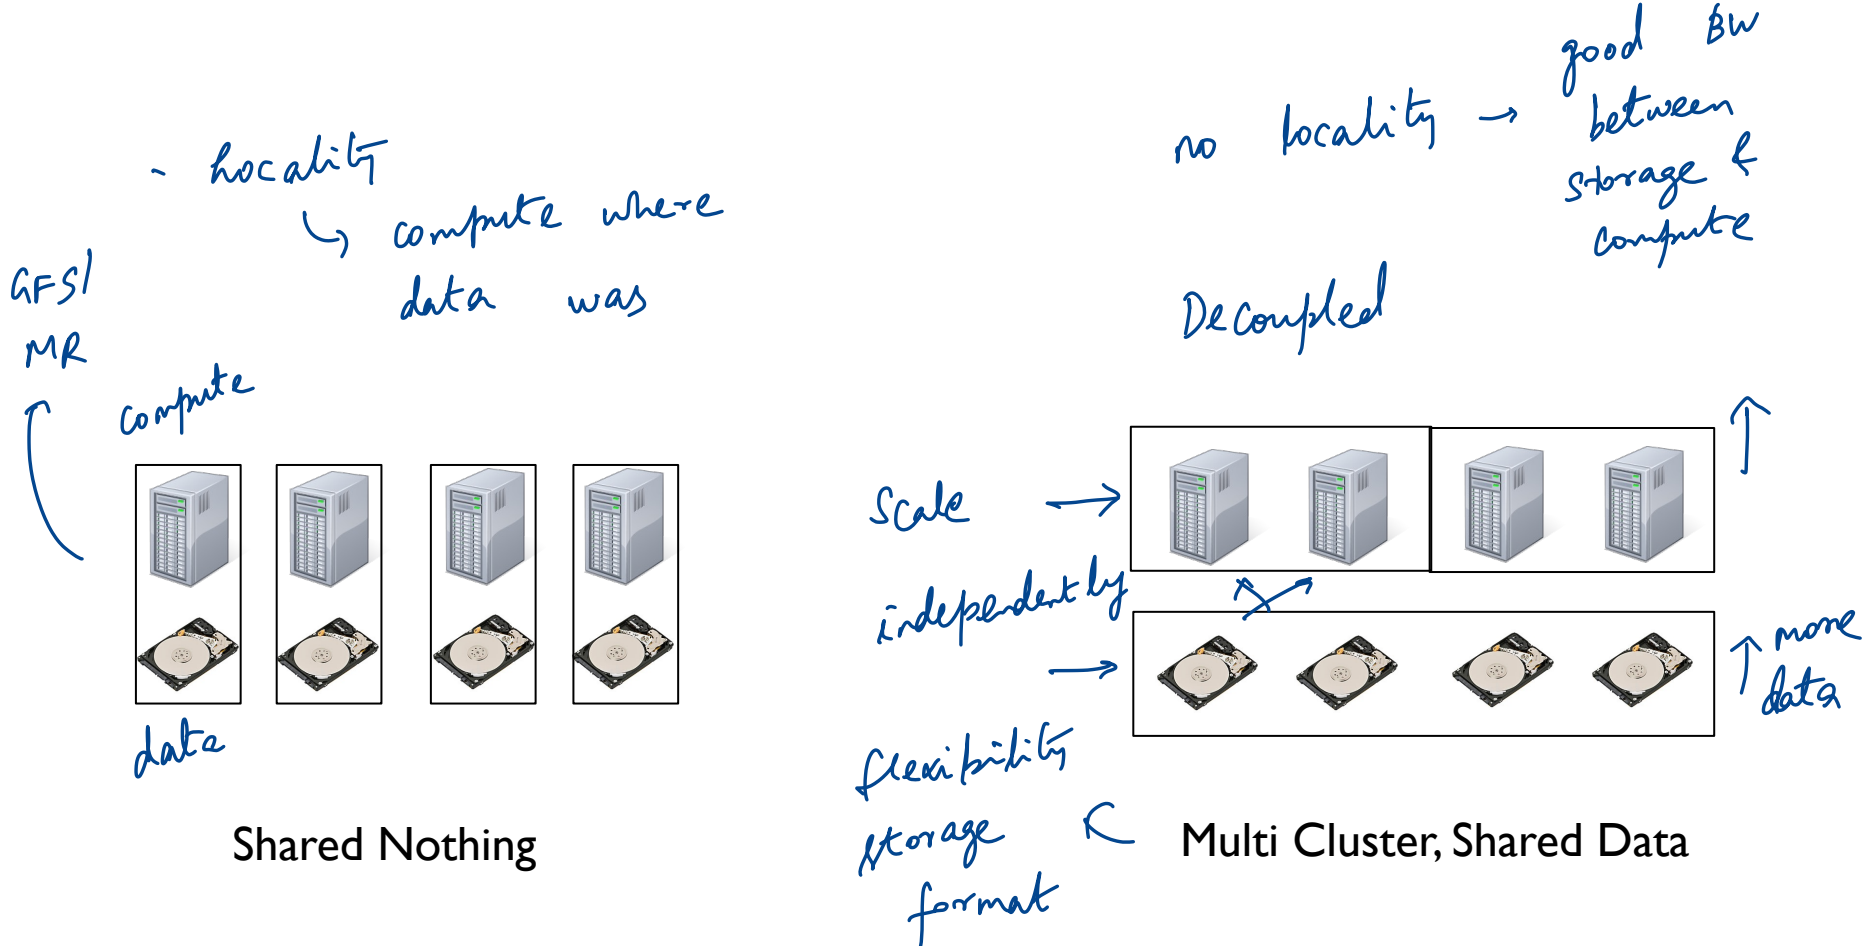 - Locality
compute where
data was
GFS/
MR
compute
data
Shared Nothing
no locality → good BW
between
storage &
compute
Decoupled
Scale
independently
more
data
flexibility
storage
format
Multi Cluster, Shared Data